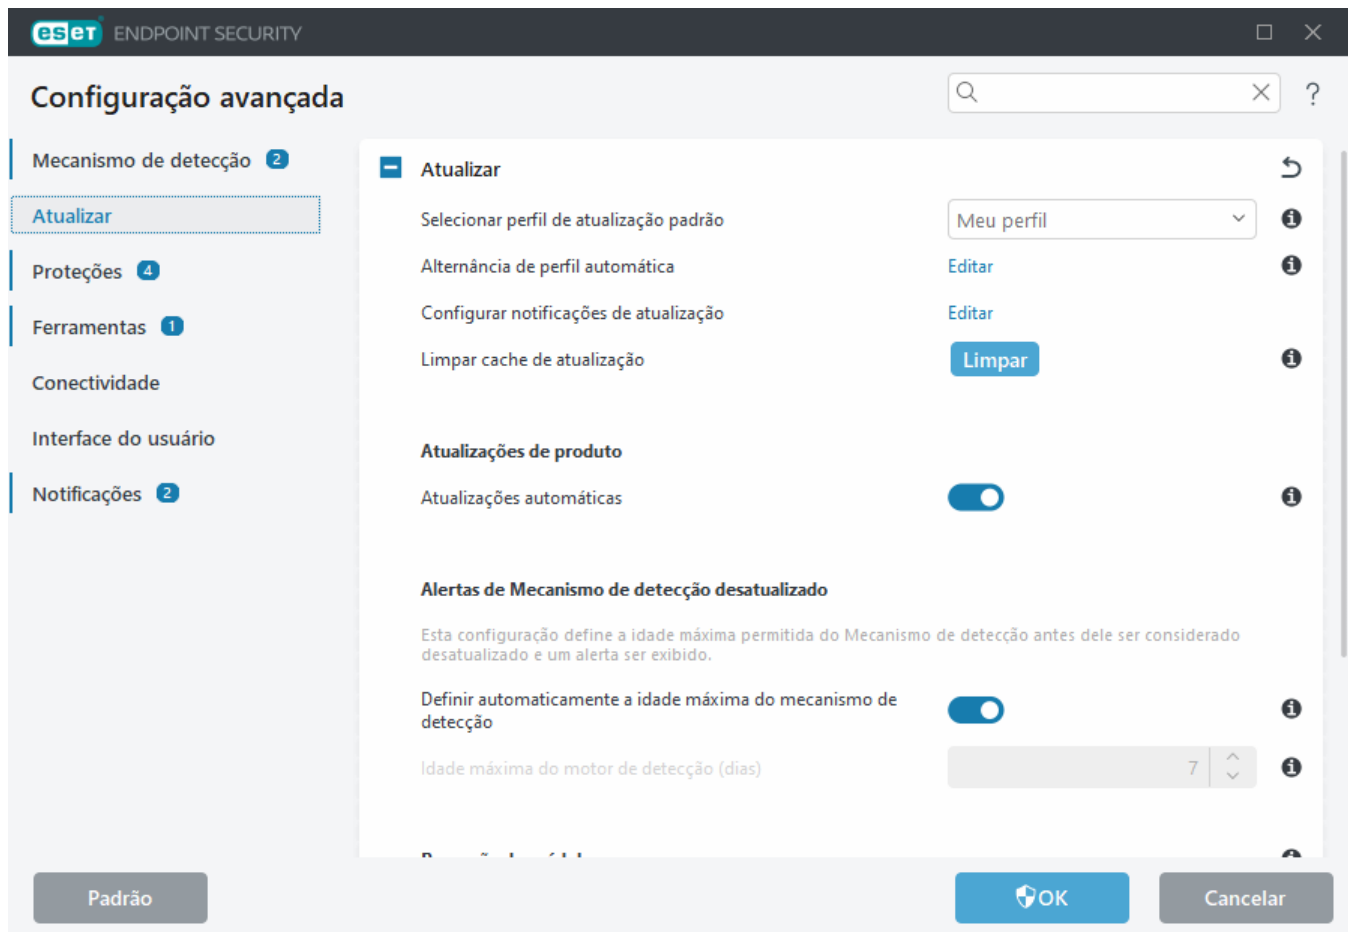 eset ENDPOINT SECURITY
Configuração avançada
?
Mecanismo de detecção 2
Atualizar
Proteções 4
Ferramentas 1
Conectividade
Interface do usuário
Notificações 2
Atualizar
Selecionar perfil de atualização padrão
Meu perfil
Alternância de perfil automática
Editar
Configurar notificações de atualização
Editar
Limpar cache de atualização
Limpar
Atualizações de produto
Atualizações automáticas
Alertas de Mecanismo de detecção desatualizado
Esta configuração define a idade máxima permitida do Mecanismo de detecção antes dele ser considerado
desatualizado e um alerta ser exibido.
Definir automaticamente a idade máxima do mecanismo de
detecção
Idade máxima do motor de detecção (dias)
7
Padrão
OK
Cancelar